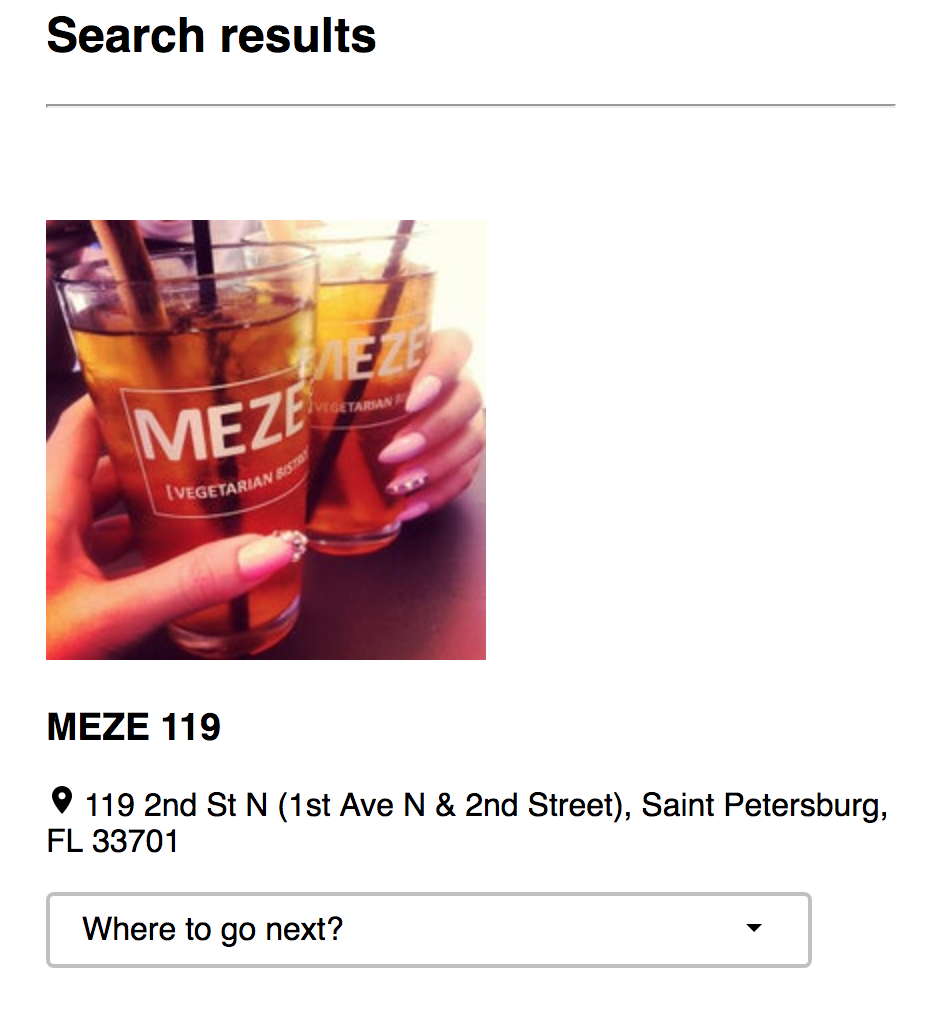 Search results
MEZE
[VEGETARIAN BISTRO
MEZE
[VEGETARIAN
MEZE 119
119 2nd St N (1st Ave N & 2nd Street), Saint Petersburg,
FL 33701
Where to go next?